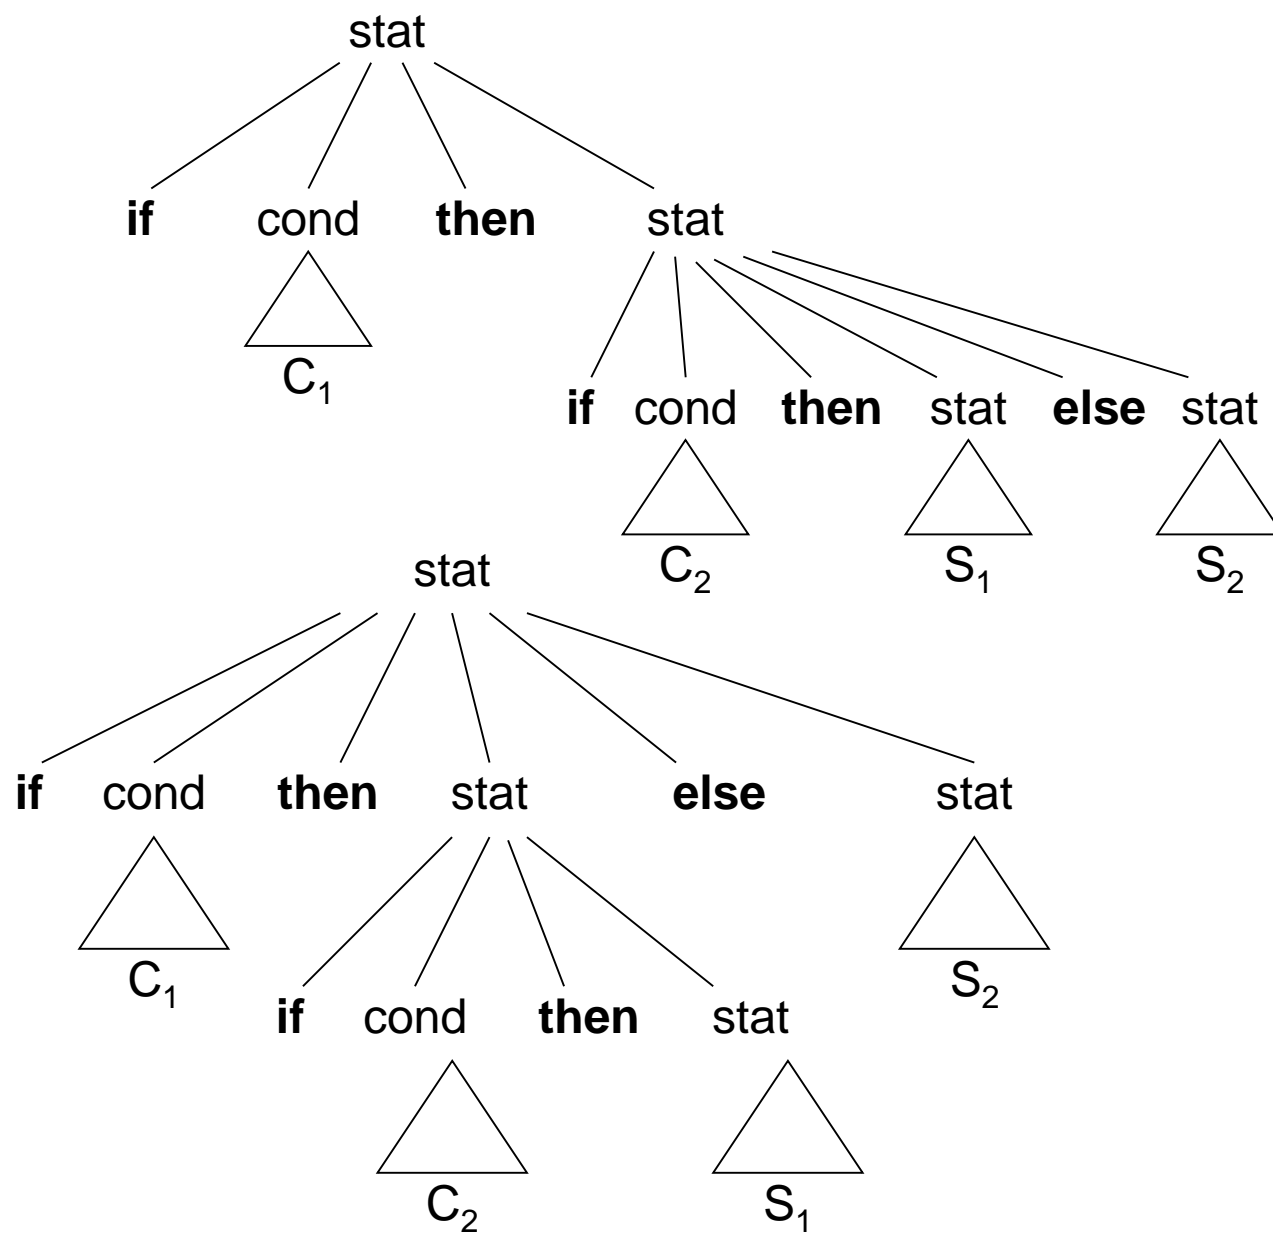 stat
if cond then stat
C1
if cond then stat else stat
C2 S1 S2
stat
if cond then stat else stat
C1 S2
if cond then stat
C2 S1